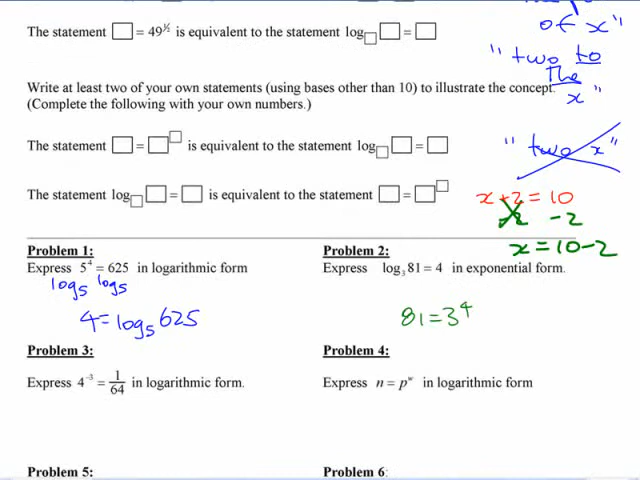 of x"
The statement □ = 49^½ is equivalent to the statement log□ □ = □
"two to
The
x"
Write at least two of your own statements (using bases other than 10) to illustrate the concept.
(Complete the following with your own numbers.)
The statement □ = □^□ is equivalent to the statement log□ □ = □
"two x"
The statement log□ □ = □ is equivalent to the statement □ = □^□
x + 2 = 10
-2 -2
x = 10 - 2
Problem 1:
Express 5^4 = 625 in logarithmic form
log5 log5
4 = log5 625
Problem 2:
Express log3 81 = 4 in exponential form.
81 = 3^4
Problem 3:
Express 4^-3 = 1/64 in logarithmic form.
Problem 4:
Express n = p^w in logarithmic form
Problem 5:
Problem 6: